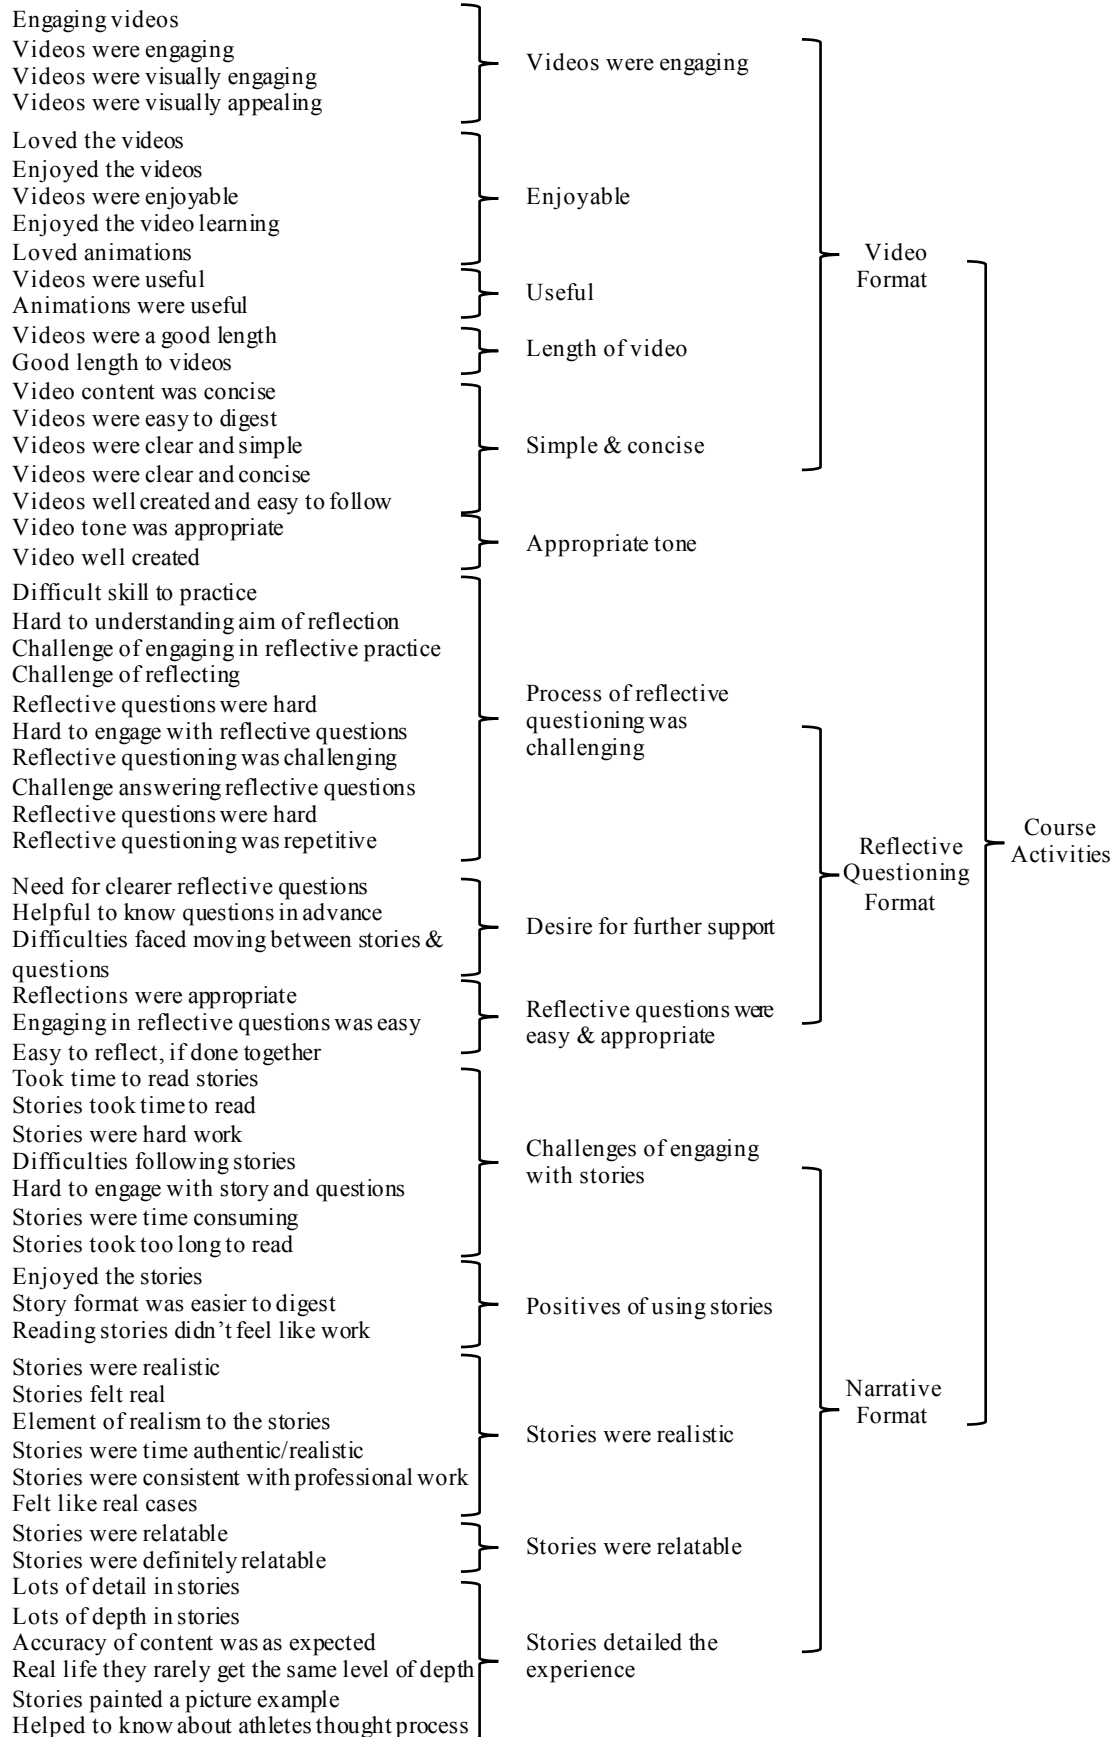 Engaging videos
Videos were engaging
Videos were visually engaging
Videos were visually appealing
Videos were engaging
Loved the videos
Enjoyed the videos
Videos were enjoyable
Enjoyed the video learning
Loved animations
Enjoyable
Videos were useful
Animations were useful
Useful
Videos were a good length
Good length to videos
Length of video
Video content was concise
Videos were easy to digest
Videos were clear and simple
Videos were clear and concise
Videos well created and easy to follow
Simple & concise
Video tone was appropriate
Video well created
Appropriate tone
Video
Format
Difficult skill to practice
Hard to understanding aim of reflection
Challenge of engaging in reflective practice
Challenge of reflecting
Reflective questions were hard
Hard to engage with reflective questions
Reflective questioning was challenging
Challenge answering reflective questions
Reflective questions were hard
Reflective questioning was repetitive
Process of reflective
questioning was
challenging
Need for clearer reflective questions
Helpful to know questions in advance
Difficulties faced moving between stories &
questions
Desire for further support
Reflections were appropriate
Engaging in reflective questions was easy
Easy to reflect, if done together
Reflective questions were
easy & appropriate
Reflective
Questioning
Format
Took time to read stories
Stories took time to read
Stories were hard work
Difficulties following stories
Hard to engage with story and questions
Stories were time consuming
Stories took too long to read
Challenges of engaging
with stories
Enjoyed the stories
Story format was easier to digest
Reading stories didn't feel like work
Positives of using stories
Stories were realistic
Stories felt real
Element of realism to the stories
Stories were time authentic/realistic
Stories were consistent with professional work
Felt like real cases
Stories were realistic
Stories were relatable
Stories were definitely relatable
Stories were relatable
Lots of detail in stories
Lots of depth in stories
Accuracy of content was as expected
Real life they rarely get the same level of depth
Stories painted a picture example
Helped to know about athletes thought process
Stories detailed the
experience
Narrative
Format
Course
Activities